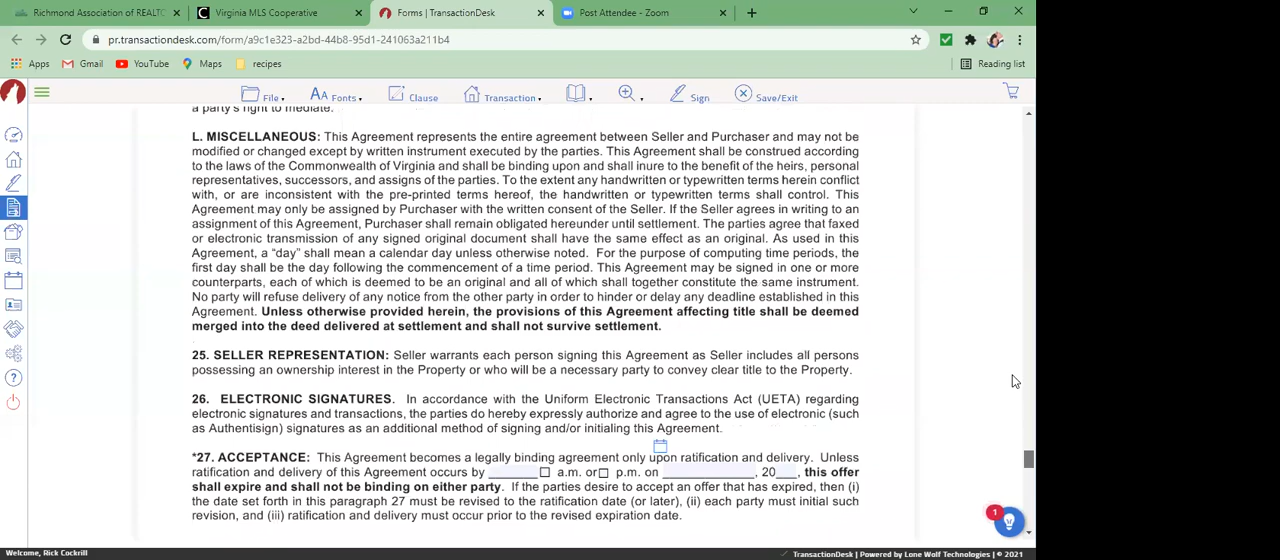 Richmond Association of REALTO
Virginia MLS Cooperative
Forms | TransactionDesk
Post Attendee - Zoom
pr.transactiondesk.com/form/a9c1e323-a2bd-44b8-95d1-241063a211b4
Apps
Gmail
YouTube
Maps
recipes
Reading list
File
Fonts
Clause
Transaction
Sign
Save/Exit
a party's right to mediate.
L. MISCELLANEOUS: This Agreement represents the entire agreement between Seller and Purchaser and may not be
modified or changed except by written instrument executed by the parties. This Agreement shall be construed according
to the laws of the Commonwealth of Virginia and shall be binding upon and shall inure to the benefit of the heirs, personal
representatives, successors, and assigns of the parties. To the extent any handwritten or typewritten terms herein conflict
with, or are inconsistent with the pre-printed terms hereof, the handwritten or typewritten terms shall control. This
Agreement may only be assigned by Purchaser with the written consent of the Seller. If the Seller agrees in writing to an
assignment of this Agreement, Purchaser shall remain obligated hereunder until settlement. The parties agree that faxed
or electronic transmission of any signed original document shall have the same effect as an original. As used in this
Agreement, a “day” shall mean a calendar day unless otherwise noted. For the purpose of computing time periods, the
first day shall be the day following the commencement of a time period. This Agreement may be signed in one or more
counterparts, each of which is deemed to be an original and all of which shall together constitute the same instrument.
No party will refuse delivery of any notice from the other party in order to hinder or delay any deadline established in this
Agreement. Unless otherwise provided herein, the provisions of this Agreement affecting title shall be deemed
merged into the deed delivered at settlement and shall not survive settlement.
25. SELLER REPRESENTATION: Seller warrants each person signing this Agreement as Seller includes all persons
possessing an ownership interest in the Property or who will be a necessary party to convey clear title to the Property.
26. ELECTRONIC SIGNATURES. In accordance with the Uniform Electronic Transactions Act (UETA) regarding
electronic signatures and transactions, the parties do hereby expressly authorize and agree to the use of electronic (such
as Authentisign) signatures as an additional method of signing and/or initialing this Agreement.
*27. ACCEPTANCE: This Agreement becomes a legally binding agreement only upon ratification and delivery. Unless
ratification and delivery of this Agreement occurs by ______ a.m. or p.m. on ____________, 20___, this offer
shall expire and shall not be binding on either party. If the parties desire to accept an offer that has expired, then (i)
the date set forth in this paragraph 27 must be revised to the ratification date (or later), (ii) each party must initial such
revision, and (iii) ratification and delivery must occur prior to the revised expiration date.
1
Welcome, Rick Cockrill
TransactionDesk | Powered by Lone Wolf Technologies | © 2021